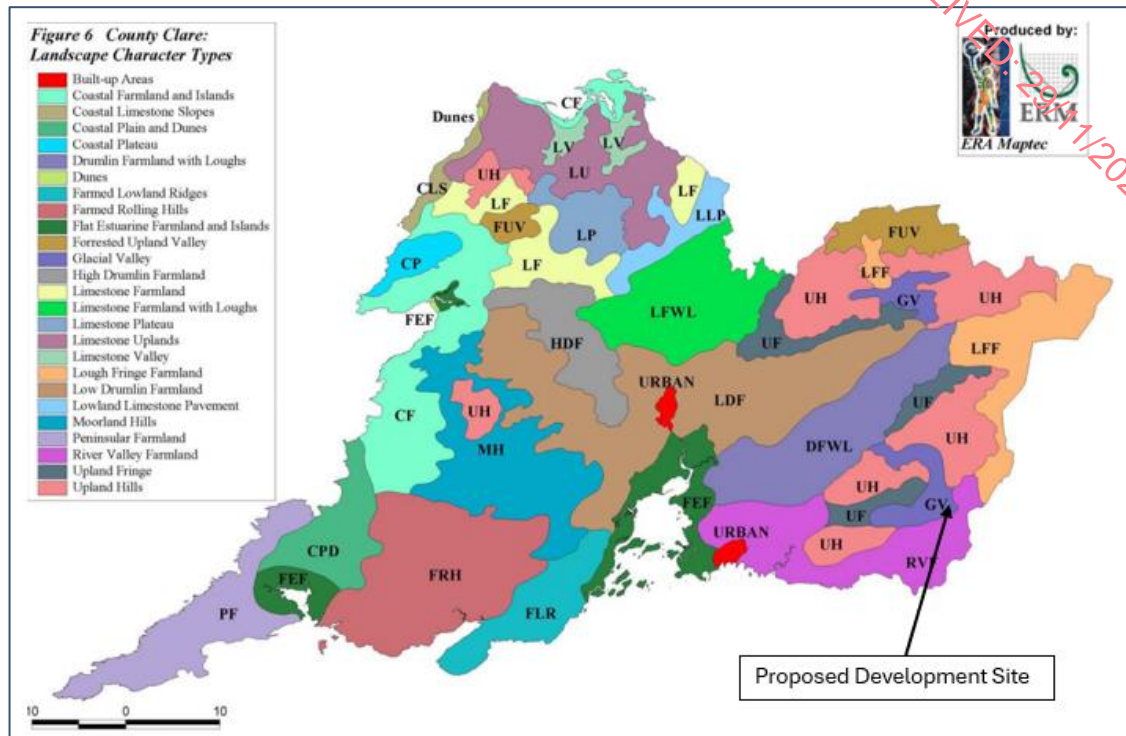 Figure 6 County Clare:
Landscape Character Types
Built-up Areas
Coastal Farmland and Islands
Coastal Limestone Slopes
Coastal Plain and Dunes
Coastal Plateau
Drumlin Farmland with Loughs
Dunes
Farmed Lowland Ridges
Farmed Rolling Hills
Flat Estuarine Farmland and Islands
Forrested Upland Valley
Glacial Valley
High Drumlin Farmland
Limestone Farmland
Limestone Farmland with Loughs
Limestone Plateau
Limestone Uplands
Limestone Valley
Lough Fringe Farmland
Low Drumlin Farmland
Lowland Limestone Pavement
Moorland Hills
Peninsular Farmland
River Valley Farmland
Upland Fringe
Upland Hills
Produced by:
ERM
ERA Maptec
IVED: 29/11/202
CF
Dunes
LV
LV
UH
LU
CLS
LF
LF
LLP
FUV
LP
FUV
CP
LF
LFF
UH
GV
UH
FEF
LFWL
HDF
UF
LFF
URBAN
LDF
UF
CF
UH
UH
MH
DFWL
UH
FEF
GV
UF
URBAN
UH
CPD
RVF
FRH
FEF
PF
FLR
Proposed Development Site
10 0 10